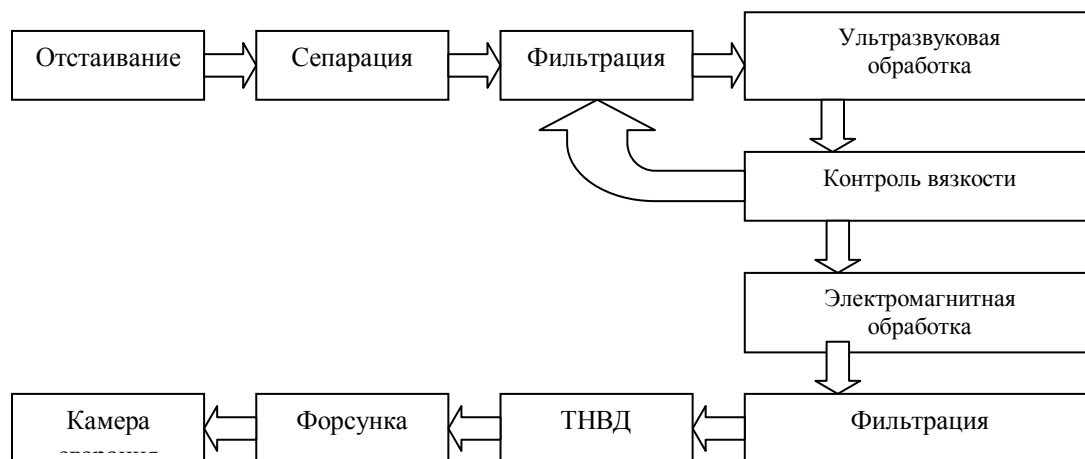 Отстаивание
Сепарация
Фильтрация
Ультразвуковая
обработка
Контроль вязкости
Электромагнитная
обработка
Фильтрация
ТНВД
Форсунка
Камера